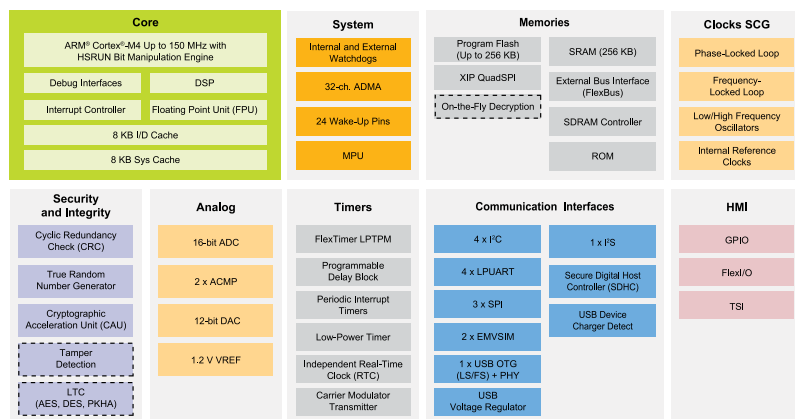 Core
ARM® Cortex®-M4 Up to 150 MHz with
HSRUN Bit Manipulation Engine
Debug Interfaces
DSP
Interrupt Controller
Floating Point Unit (FPU)
8 KB I/D Cache
8 KB Sys Cache
System
Internal and External
Watchdogs
32-ch. ADMA
24 Wake-Up Pins
MPU
Memories
Program Flash
(Up to 256 KB)
XIP QuadSPI
On-the-Fly Decryption
SRAM (256 KB)
External Bus Interface
(FlexBus)
SDRAM Controller
ROM
Clocks SCG
Phase-Locked Loop
Frequency-
Locked Loop
Low/High Frequency
Oscillators
Internal Reference
Clocks
Security
and Integrity
Cyclic Redundancy
Check (CRC)
True Random
Number Generator
Cryptographic
Acceleration Unit (CAU)
Tamper
Detection
LTC
(AES, DES, PKHA)
Analog
16-bit ADC
2 x ACMP
12-bit DAC
1.2 V VREF
Timers
FlexTimer LPTPM
Programmable
Delay Block
Periodic Interrupt
Timers
Low-Power Timer
Independent Real-Time
Clock (RTC)
Carrier Modulator
Transmitter
Communication Interfaces
4 x I²C
4 x LPUART
3 x SPI
2 x EMVSIM
1 x USB OTG
(LS/FS) + PHY
USB
Voltage Regulator
1 x I²S
Secure Digital Host
Controller (SDHC)
USB Device
Charger Detect
HMI
GPIO
FlexI/O
TSI